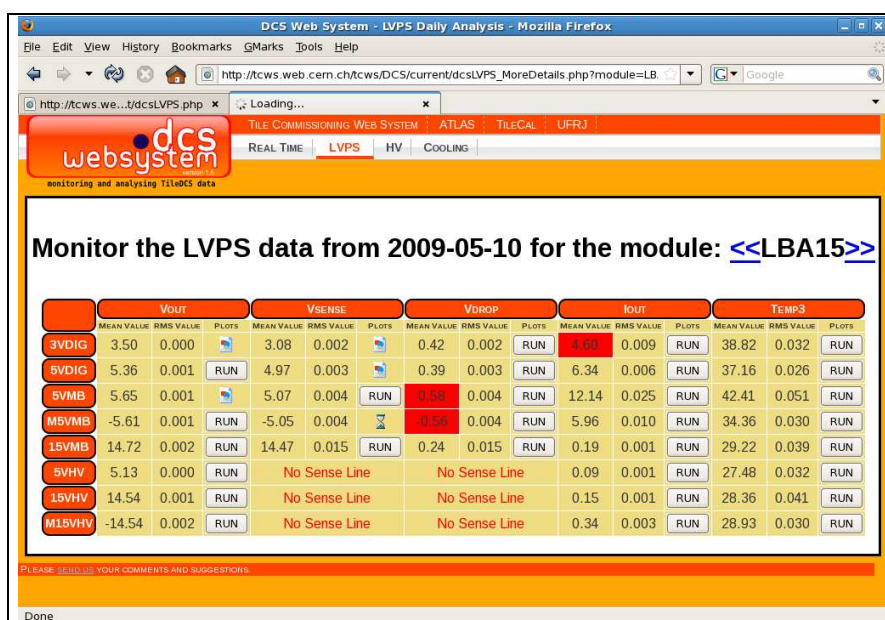 DCS Web System - LVPS Daily Analysis - Mozilla Firefox
File Edit View History Bookmarks GMarks Tools Help
http://tcws.web.cern.ch/tcws/DCS/current/dcsLVPS_MoreDetails.php?module=LB. Google
http://tcws.we...t/dcsLVPS.php Loading...
TILE COMMISSIONING WEB SYSTEM ATLAS TILECAL UFRJ
REAL TIME LVPS HV COOLING
.dcs
websystem
monitoring and analysing TileDCS data
Monitor the LVPS data from 2009-05-10 for the module: <<LBA15>>
VOUT VSENSE VDROP IOUT TEMP3
MEAN VALUE RMS VALUE PLOTS MEAN VALUE RMS VALUE PLOTS MEAN VALUE RMS VALUE PLOTS MEAN VALUE RMS VALUE PLOTS MEAN VALUE RMS VALUE PLOTS
3VDIG 3.50 0.000 3.08 0.002 0.42 0.002 RUN 4.60 0.009 RUN 38.82 0.032 RUN
5VDIG 5.36 0.001 RUN 4.97 0.003 0.39 0.003 RUN 6.34 0.006 RUN 37.16 0.026 RUN
5VMB 5.65 0.001 5.07 0.004 RUN 0.58 0.004 RUN 12.14 0.025 RUN 42.41 0.051 RUN
M5VMB -5.61 0.001 RUN -5.05 0.004 -0.56 0.004 RUN 5.96 0.010 RUN 34.36 0.030 RUN
15VMB 14.72 0.002 RUN 14.47 0.015 RUN 0.24 0.015 RUN 0.19 0.001 RUN 29.22 0.039 RUN
5VHV 5.13 0.000 RUN No Sense Line No Sense Line 0.09 0.001 RUN 27.48 0.032 RUN
15VHV 14.54 0.001 RUN No Sense Line No Sense Line 0.15 0.001 RUN 28.36 0.041 RUN
M15VHV -14.54 0.002 RUN No Sense Line No Sense Line 0.34 0.003 RUN 28.93 0.030 RUN
PLEASE SEND US YOUR COMMENTS AND SUGGESTIONS.
Done